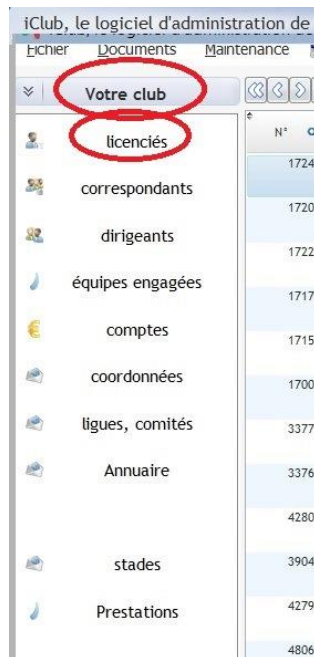 iClub, le logiciel d'administration de
Fichier Documents Maintenance
Votre club
N°
licenciés
1724
correspondants
1720
dirigeants
1722
équipes engagées
1717
comptes
1715
coordonnées
1700
ligues, comités
3377
Annuaire
3376
4280
stades
3904
Prestations
4279
4806